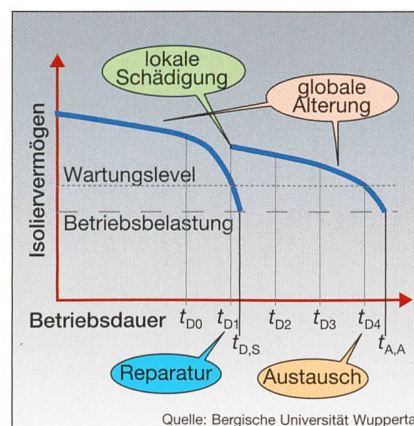 lokale
Schädigung
globale
Alterung
Isoliervermögen
Wartungslevel
Betriebsbelastung
Betriebsdauer tD0 tD1 tD2 tD3 tD4
tD,S tA,A
Reparatur
Austausch
Quelle: Bergische Universität Wupperta